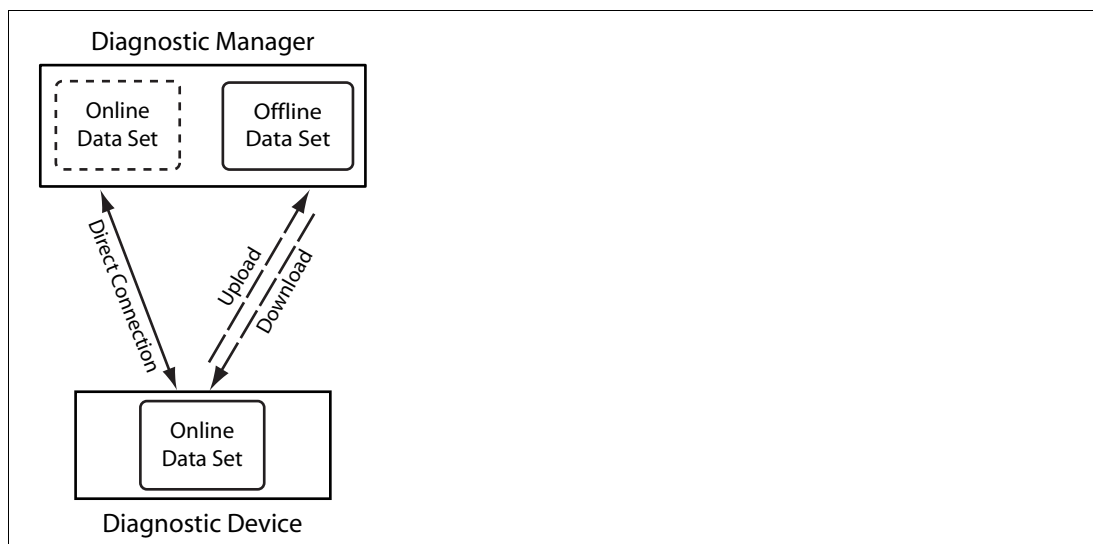 Diagnostic Manager
Online
Data Set
Offline
Data Set
Direct Connection
Upload
Download
Online
Data Set
Diagnostic Device